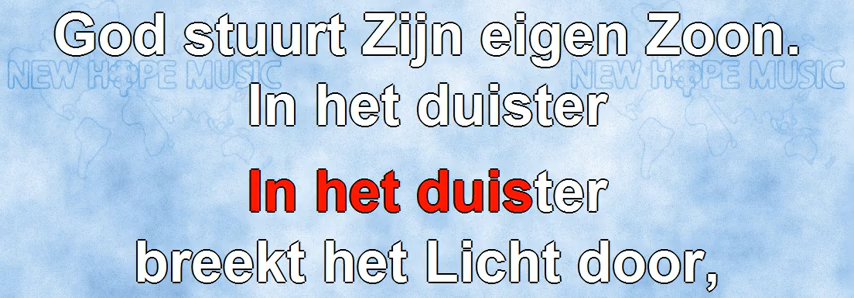 God stuurt Zijn eigen Zoon.
NEW HOPE MUSIC NEW HOPE MUSIC
In het duister
In het duister
breekt het Licht door,